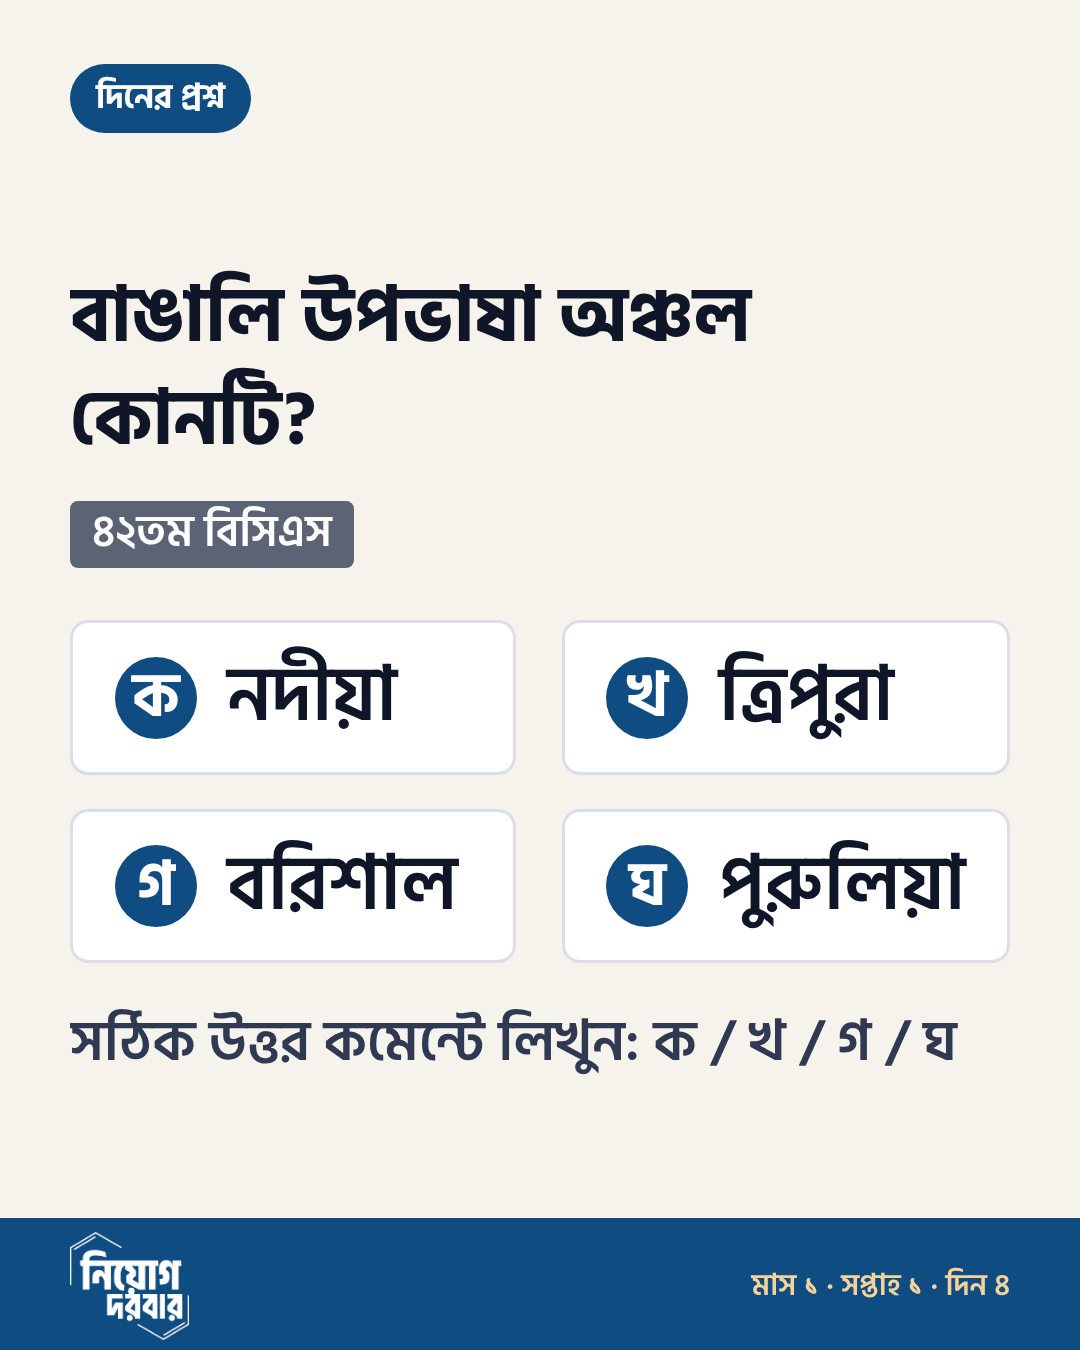 দিনের প্রশ্ন
বাঙালি উপভাষা অঞ্চল
কোনটি?
৪২তম বিসিএস
ক নদীয়া
খ ত্রিপুরা
গ বরিশাল
ঘ পুরুলিয়া
সঠিক উত্তর কমেন্টে লিখুন: ক / খ / গ / ঘ
নিয়োগ
দরবার
মাস ১ · সপ্তাহ ১ · দিন ৪